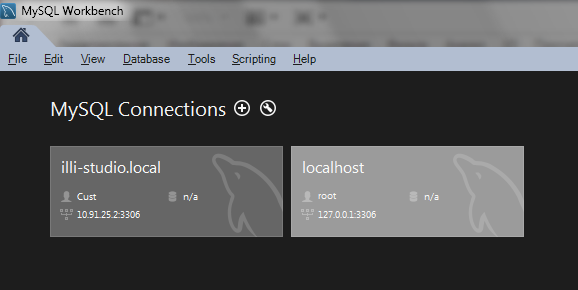 MySQL Workbench
File Edit View Database Tools Scripting Help
MySQL Connections
illi-studio.local
Cust n/a
10.91.25.2:3306
localhost
root n/a
127.0.0.1:3306